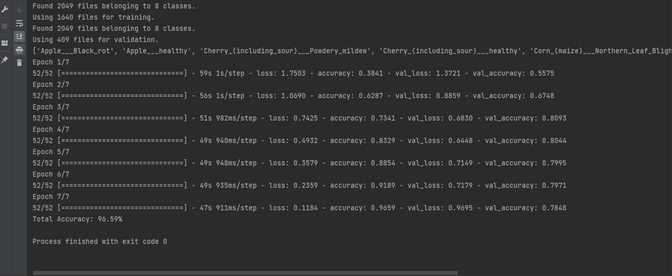 Found 2049 files belonging to 8 classes.
Using 1640 files for training.
Found 2049 files belonging to 8 classes.
Using 409 files for validation.
['Apple___Black_rot', 'Apple___healthy', 'Cherry_(including_sour)___Powdery_mildew', 'Cherry_(including_sour)___healthy', 'Corn_(maize)___Northern_Leaf_Bligh
Epoch 1/7
52/52 [==============================] - 59s 1s/step - loss: 1.7503 - accuracy: 0.3841 - val_loss: 1.3721 - val_accuracy: 0.5575
Epoch 2/7
52/52 [==============================] - 56s 1s/step - loss: 1.0690 - accuracy: 0.6287 - val_loss: 0.8859 - val_accuracy: 0.6748
Epoch 3/7
52/52 [==============================] - 51s 982ms/step - loss: 0.7425 - accuracy: 0.7341 - val_loss: 0.6830 - val_accuracy: 0.8093
Epoch 4/7
52/52 [==============================] - 49s 940ms/step - loss: 0.4932 - accuracy: 0.8329 - val_loss: 0.6448 - val_accuracy: 0.8044
Epoch 5/7
52/52 [==============================] - 49s 948ms/step - loss: 0.3579 - accuracy: 0.8854 - val_loss: 0.7149 - val_accuracy: 0.7995
Epoch 6/7
52/52 [==============================] - 49s 935ms/step - loss: 0.2359 - accuracy: 0.9189 - val_loss: 0.7179 - val_accuracy: 0.7971
Epoch 7/7
52/52 [==============================] - 47s 911ms/step - loss: 0.1184 - accuracy: 0.9659 - val_loss: 0.9695 - val_accuracy: 0.7848
Total Accuracy: 96.59%
Process finished with exit code 0